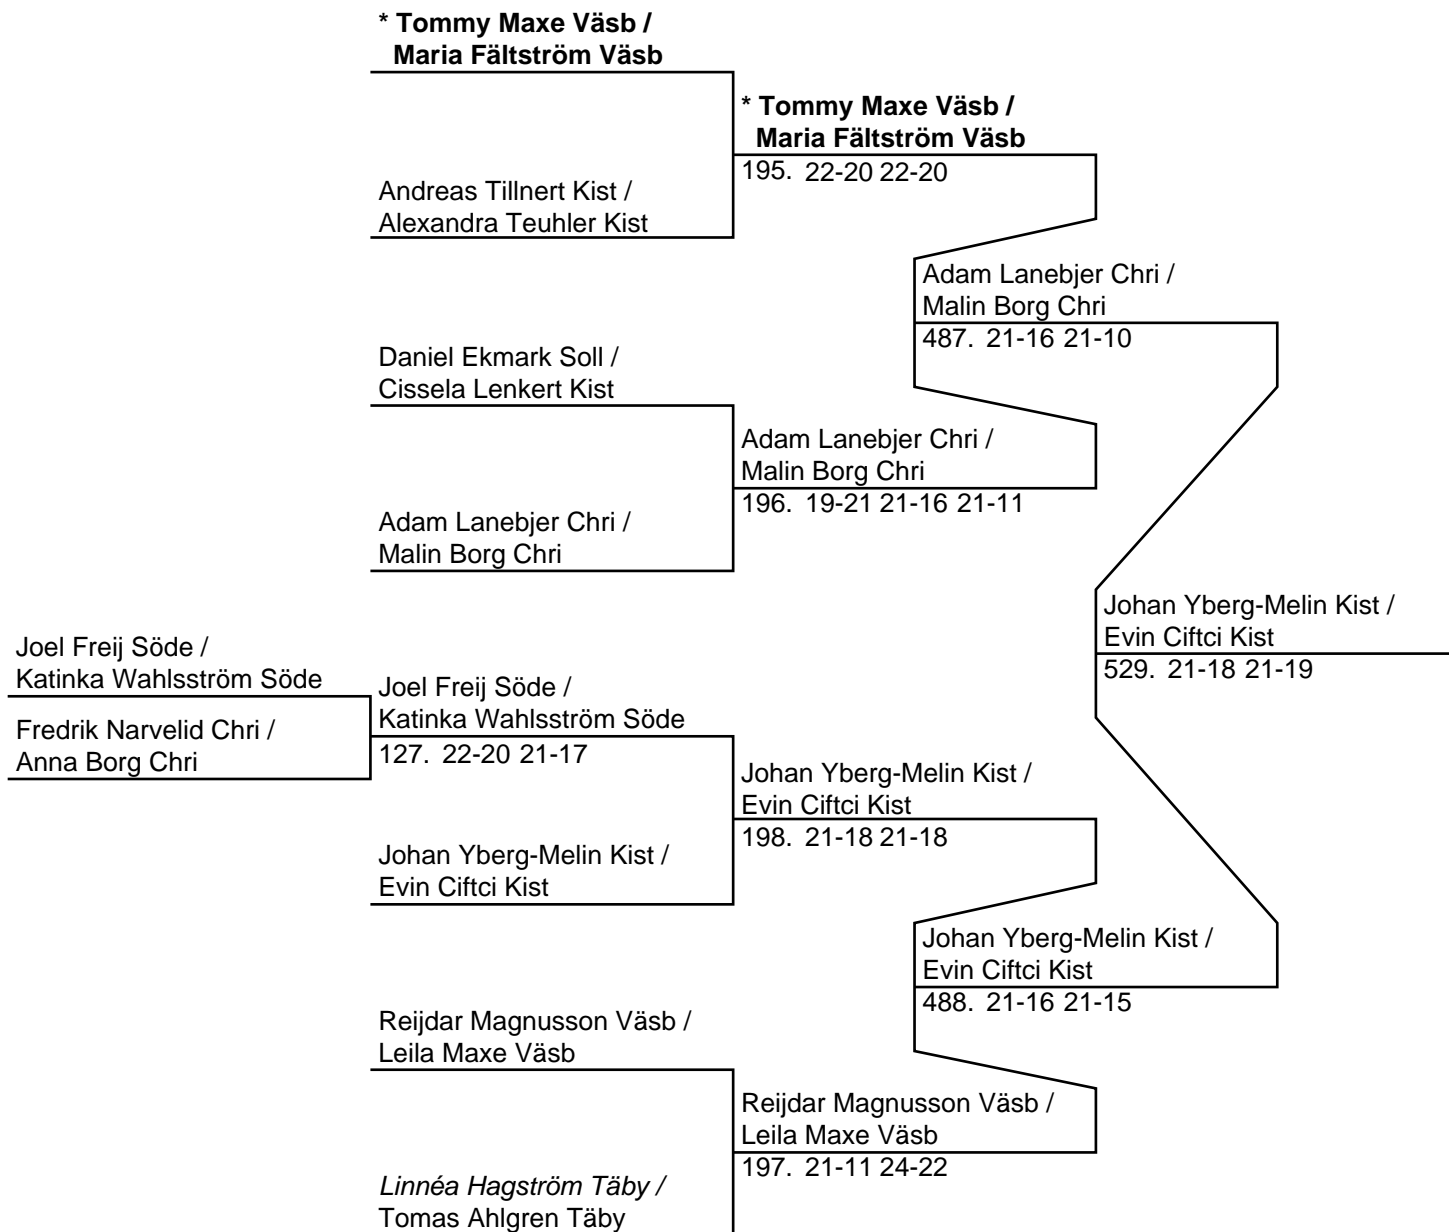 * Tommy Maxe Väsb /
Maria Fältström Väsb
* Tommy Maxe Väsb /
Maria Fältström Väsb
195. 22-20 22-20
Andreas Tillnert Kist /
Alexandra Teuhler Kist
Adam Lanebjer Chri /
Malin Borg Chri
487. 21-16 21-10
Daniel Ekmark Soll /
Cissela Lenkert Kist
Adam Lanebjer Chri /
Malin Borg Chri
196. 19-21 21-16 21-11
Adam Lanebjer Chri /
Malin Borg Chri
Johan Yberg-Melin Kist /
Evin Ciftci Kist
529. 21-18 21-19
Joel Freij Söde /
Katinka Wahlsström Söde
Joel Freij Söde /
Katinka Wahlsström Söde
127. 22-20 21-17
Fredrik Narvelid Chri /
Anna Borg Chri
Johan Yberg-Melin Kist /
Evin Ciftci Kist
198. 21-18 21-18
Johan Yberg-Melin Kist /
Evin Ciftci Kist
Johan Yberg-Melin Kist /
Evin Ciftci Kist
488. 21-16 21-15
Reijdar Magnusson Väsb /
Leila Maxe Väsb
Reijdar Magnusson Väsb /
Leila Maxe Väsb
197. 21-11 24-22
Linnéa Hagström Täby /
Tomas Ahlgren Täby